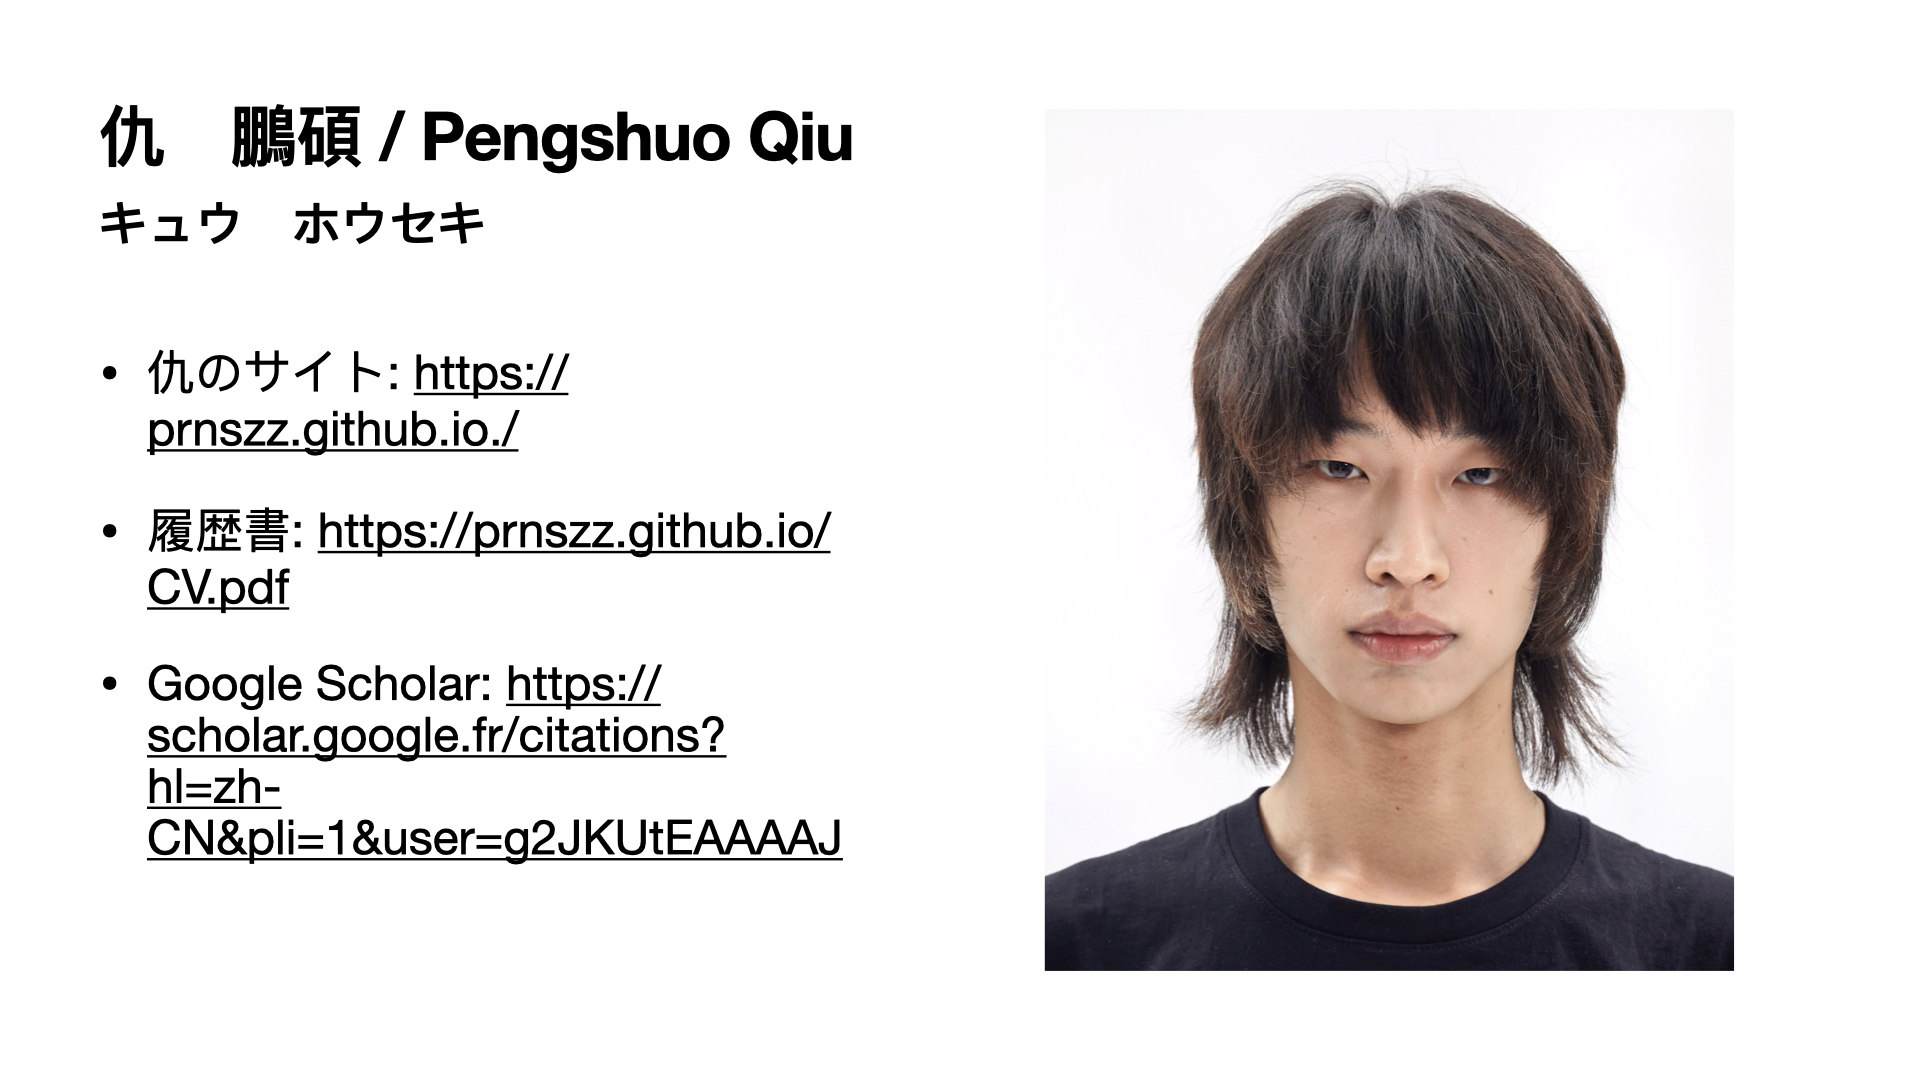 仇　鵬碩 / Pengshuo Qiu
キュウ　ホウセキ
• 仇のサイト: https://
prnszz.github.io./
• 履歴書: https://prnszz.github.io/
CV.pdf
• Google Scholar: https://
scholar.google.fr/citations?
hl=zh-
CN&pli=1&user=g2JKUtEAAAAJ